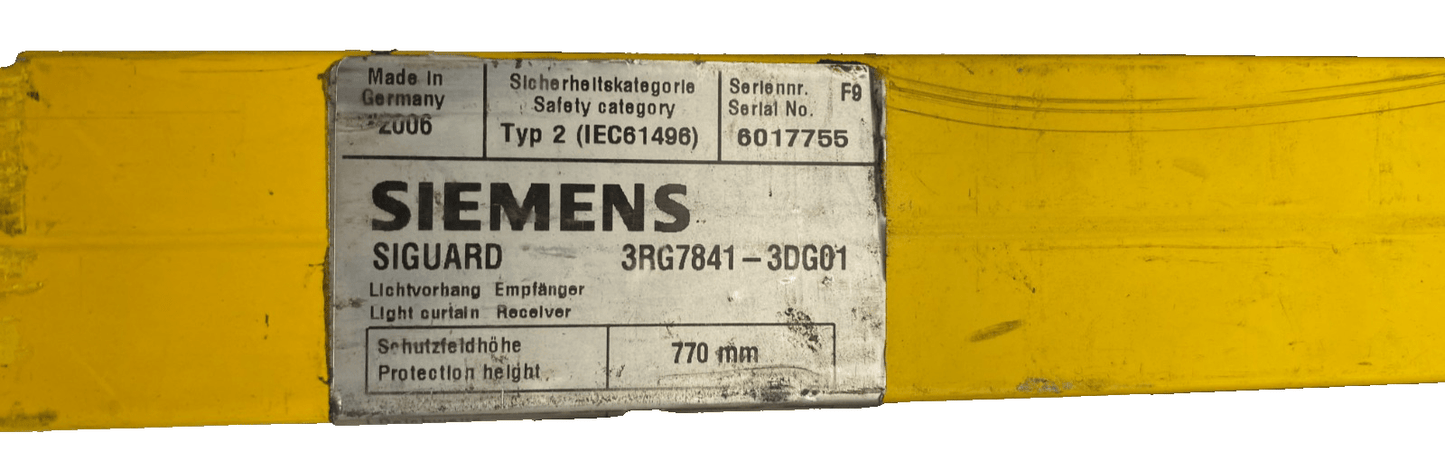 Made In
Germany
2006
Sicherheitskategorie
Safety category
Typ 2 (IEC61496)
Seriennr. F9
Serial No.
6017755
SIEMENS
SIGUARD 3RG7841-3DG01
Lichtvorhang Empfänger
Light curtain Receiver
Schutzfeldhöhe
Protection height
770 mm